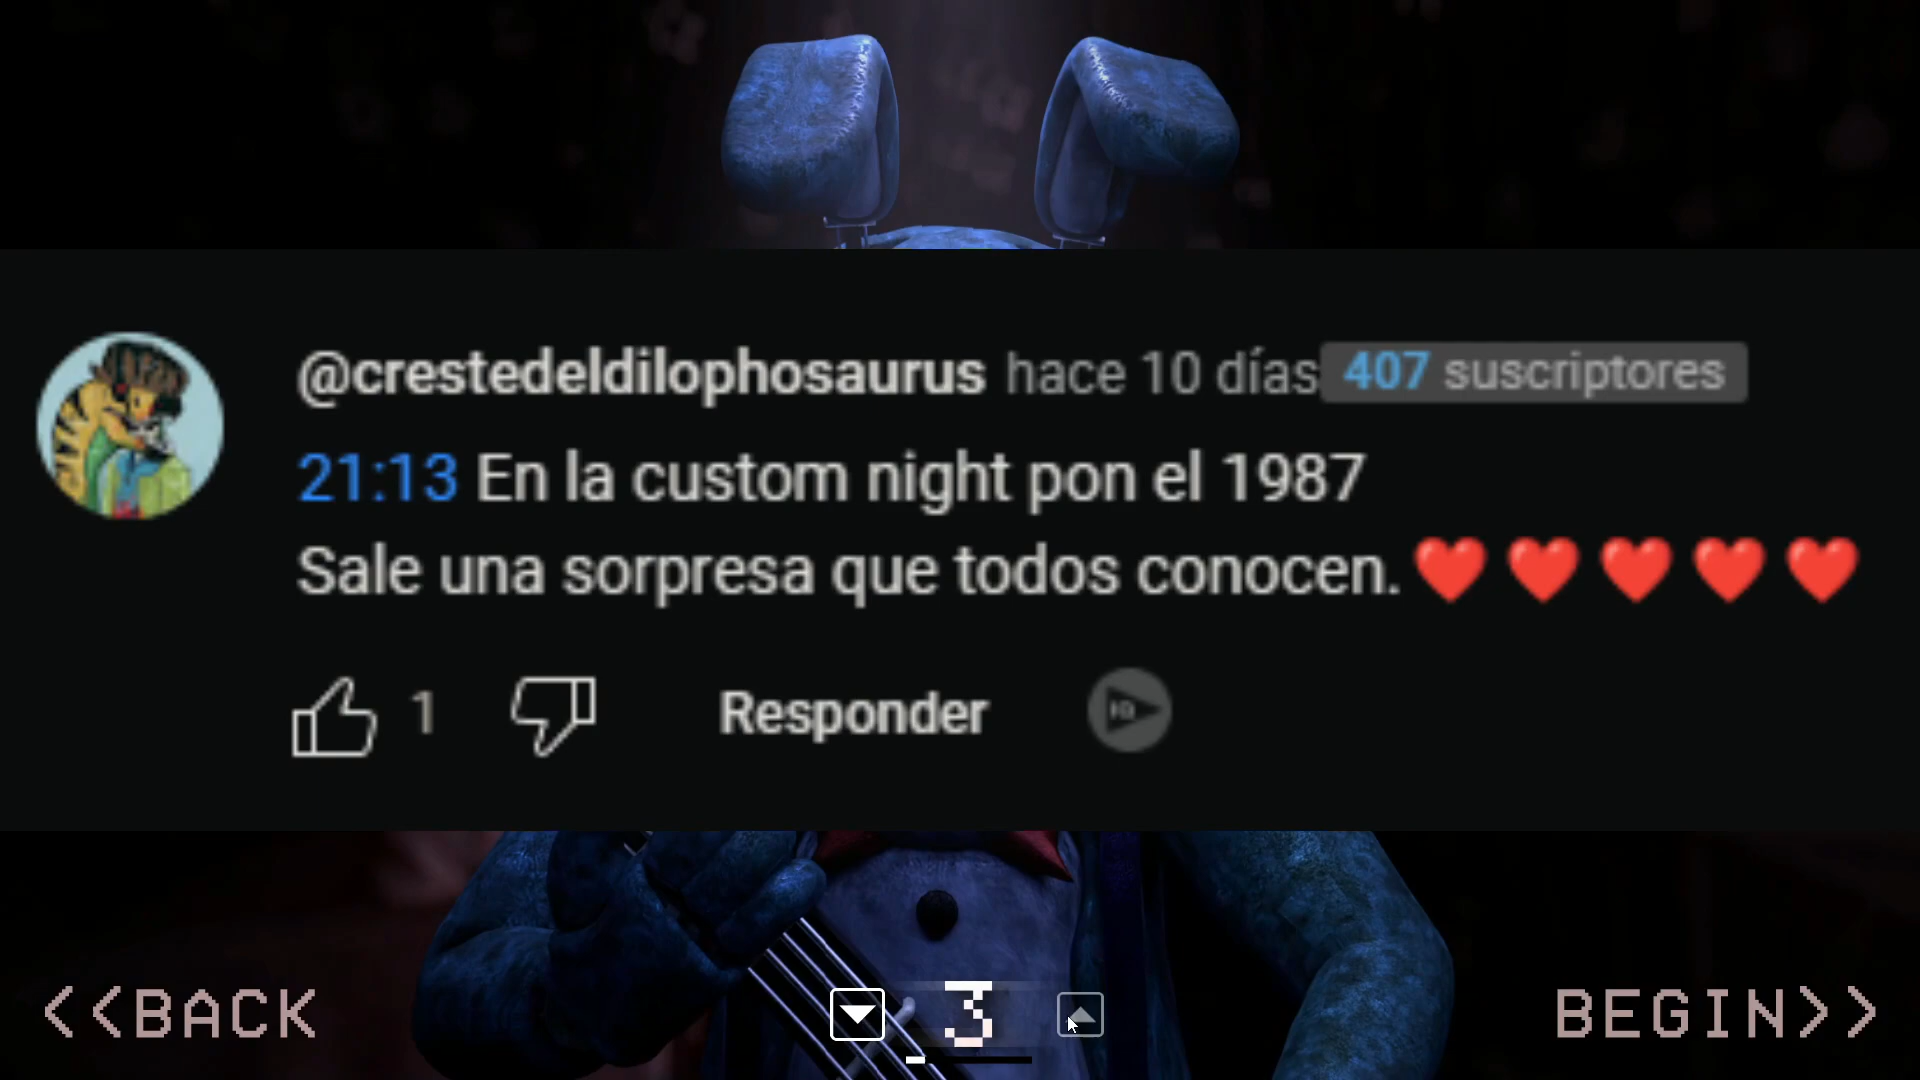 @crestedeldilophosaurus hace 10 días 407 suscriptores
21:13 En la custom night pon el 1987
Sale una sorpresa que todos conocen. ❤️ ❤️ ❤️ ❤️ ❤️
1 Responder
<<BACK 3 BEGIN>>